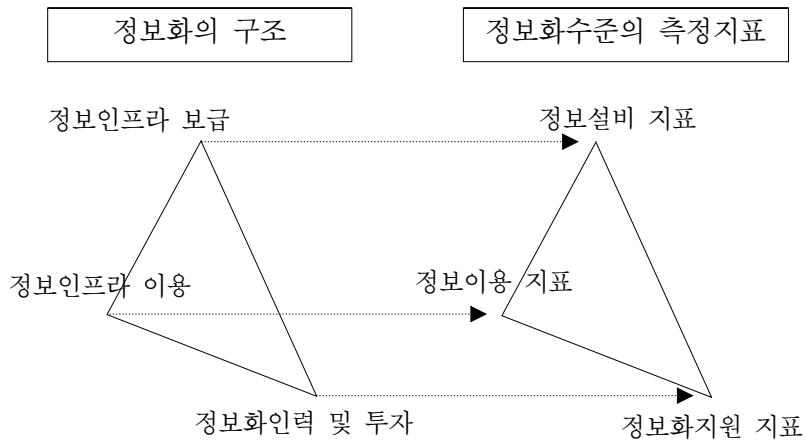 정보화의 구조
정보화수준의 측정지표
정보인프라 보급
정보설비 지표
정보인프라 이용
정보이용 지표
정보화인력 및 투자
정보화지원 지표